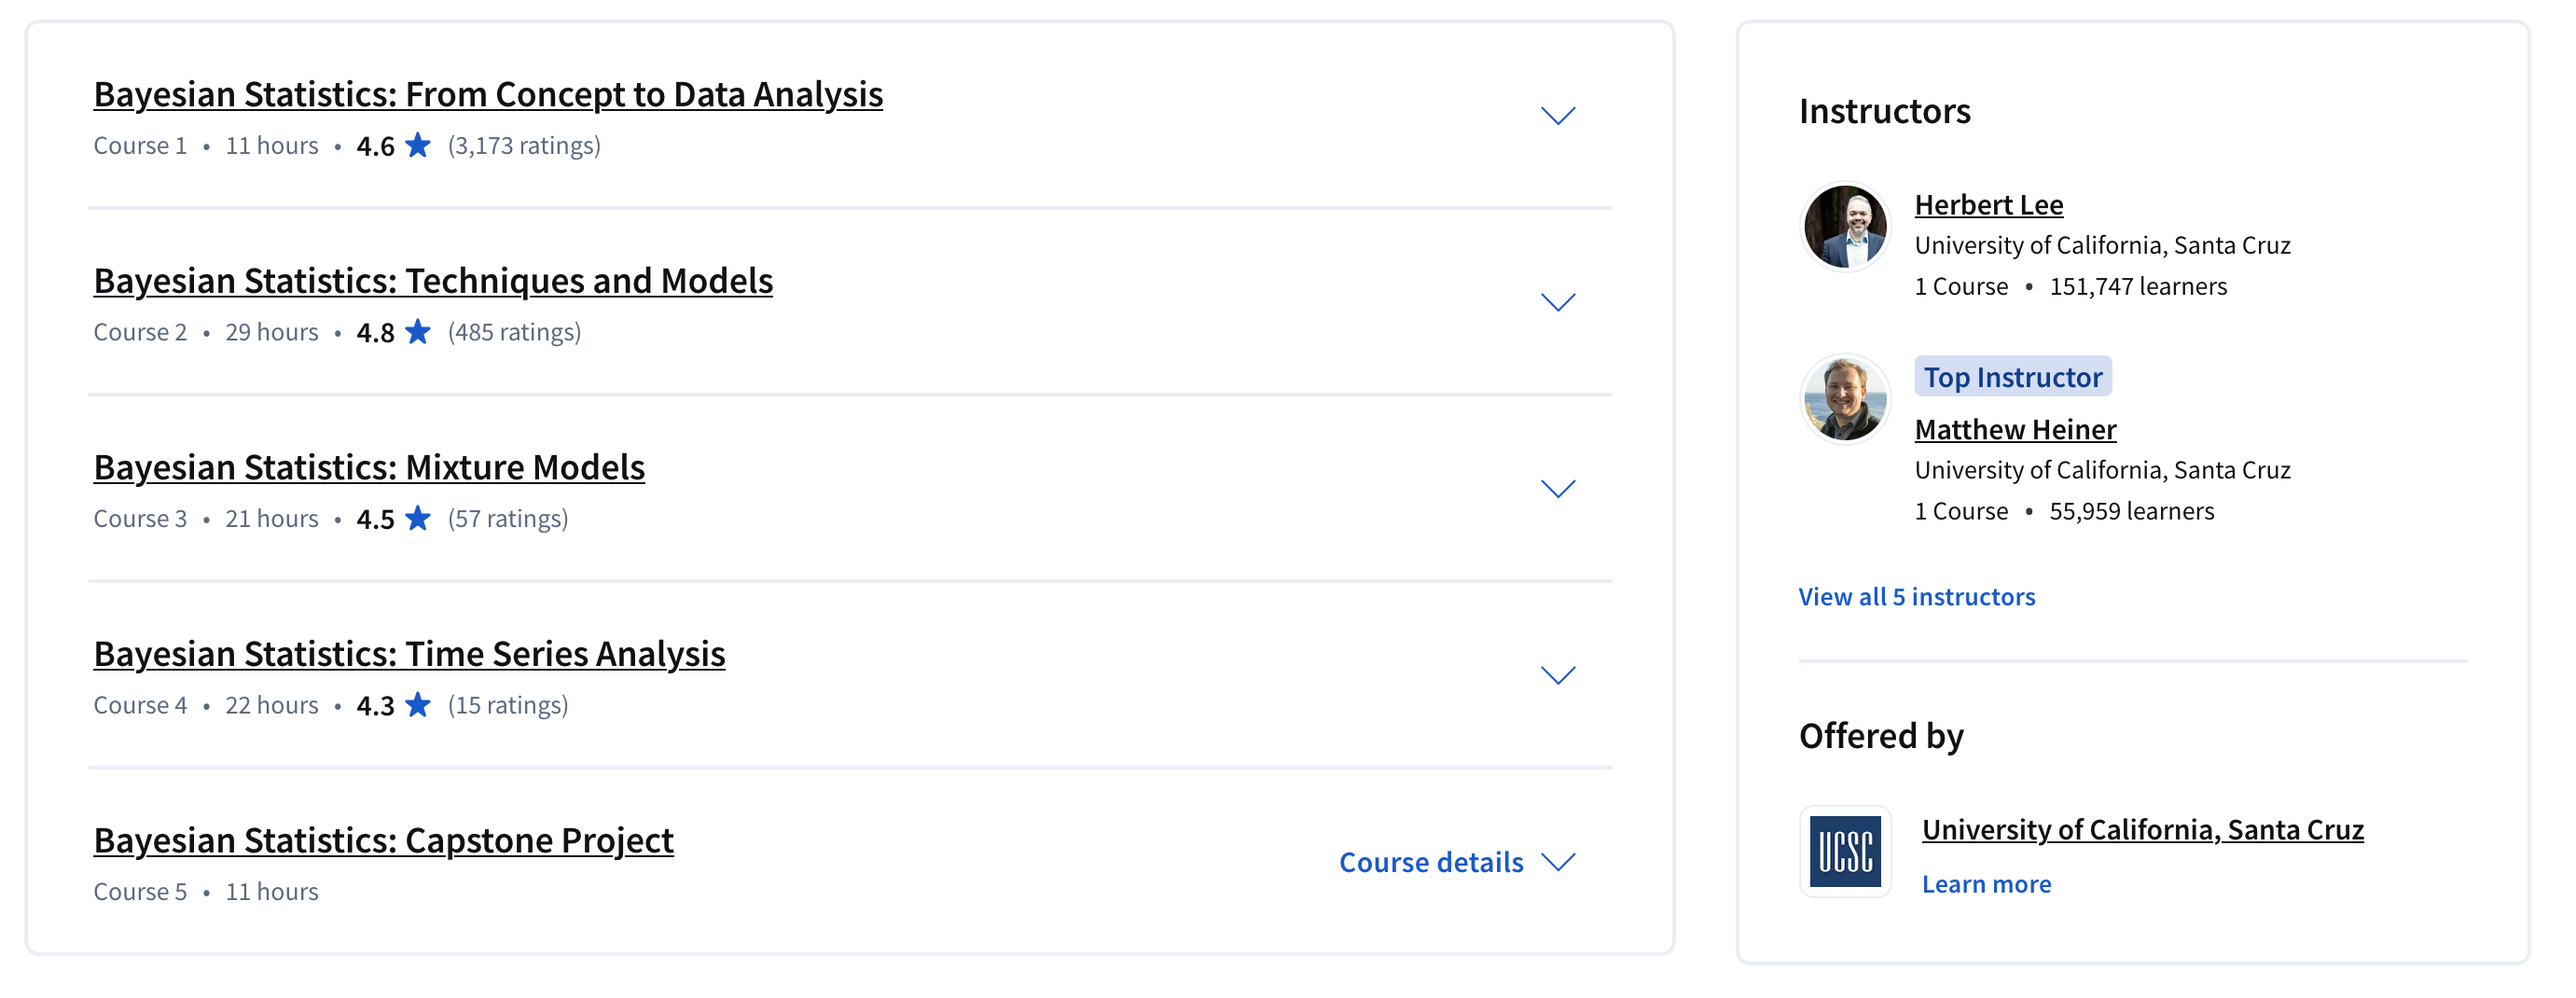 Bayesian Statistics: From Concept to Data Analysis
Course 1 • 11 hours • 4.6 ★ (3,173 ratings)
Bayesian Statistics: Techniques and Models
Course 2 • 29 hours • 4.8 ★ (485 ratings)
Bayesian Statistics: Mixture Models
Course 3 • 21 hours • 4.5 ★ (57 ratings)
Bayesian Statistics: Time Series Analysis
Course 4 • 22 hours • 4.3 ★ (15 ratings)
Bayesian Statistics: Capstone Project
Course 5 • 11 hours
Course details
Instructors
Herbert Lee
University of California, Santa Cruz
1 Course • 151,747 learners
Top Instructor
Matthew Heiner
University of California, Santa Cruz
1 Course • 55,959 learners
View all 5 instructors
Offered by
UCSC
University of California, Santa Cruz
Learn more